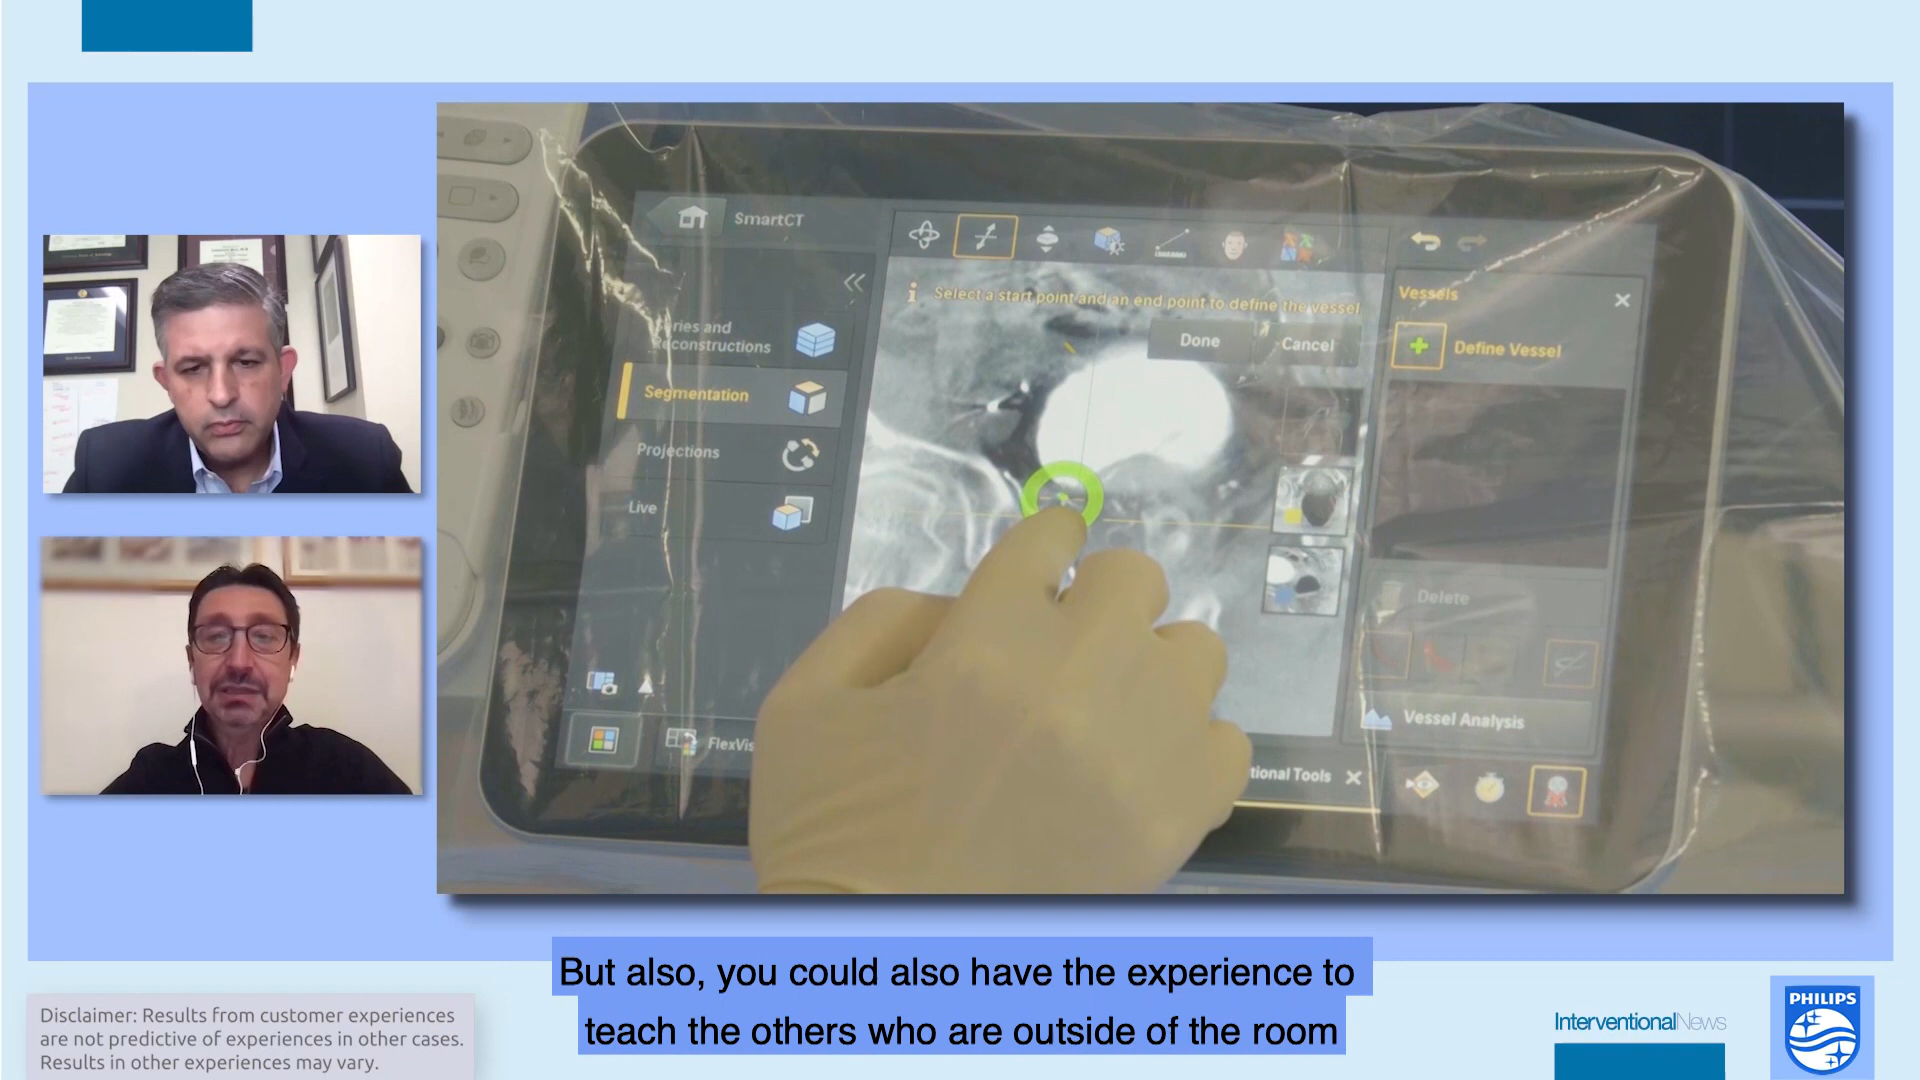 SmartCT
Series and
Reconstructions
Segmentation
Projections
Live
FlexVis
Select a start point and an end point to define the vessel
Done
Cancel
Vessels
Define Vessel
Delete
Vessel Analysis
tional Tools
But also, you could also have the experience to
teach the others who are outside of the room
Disclaimer: Results from customer experiences
are not predictive of experiences in other cases.
Results in other experiences may vary.
InterventionalNews
PHILIPS